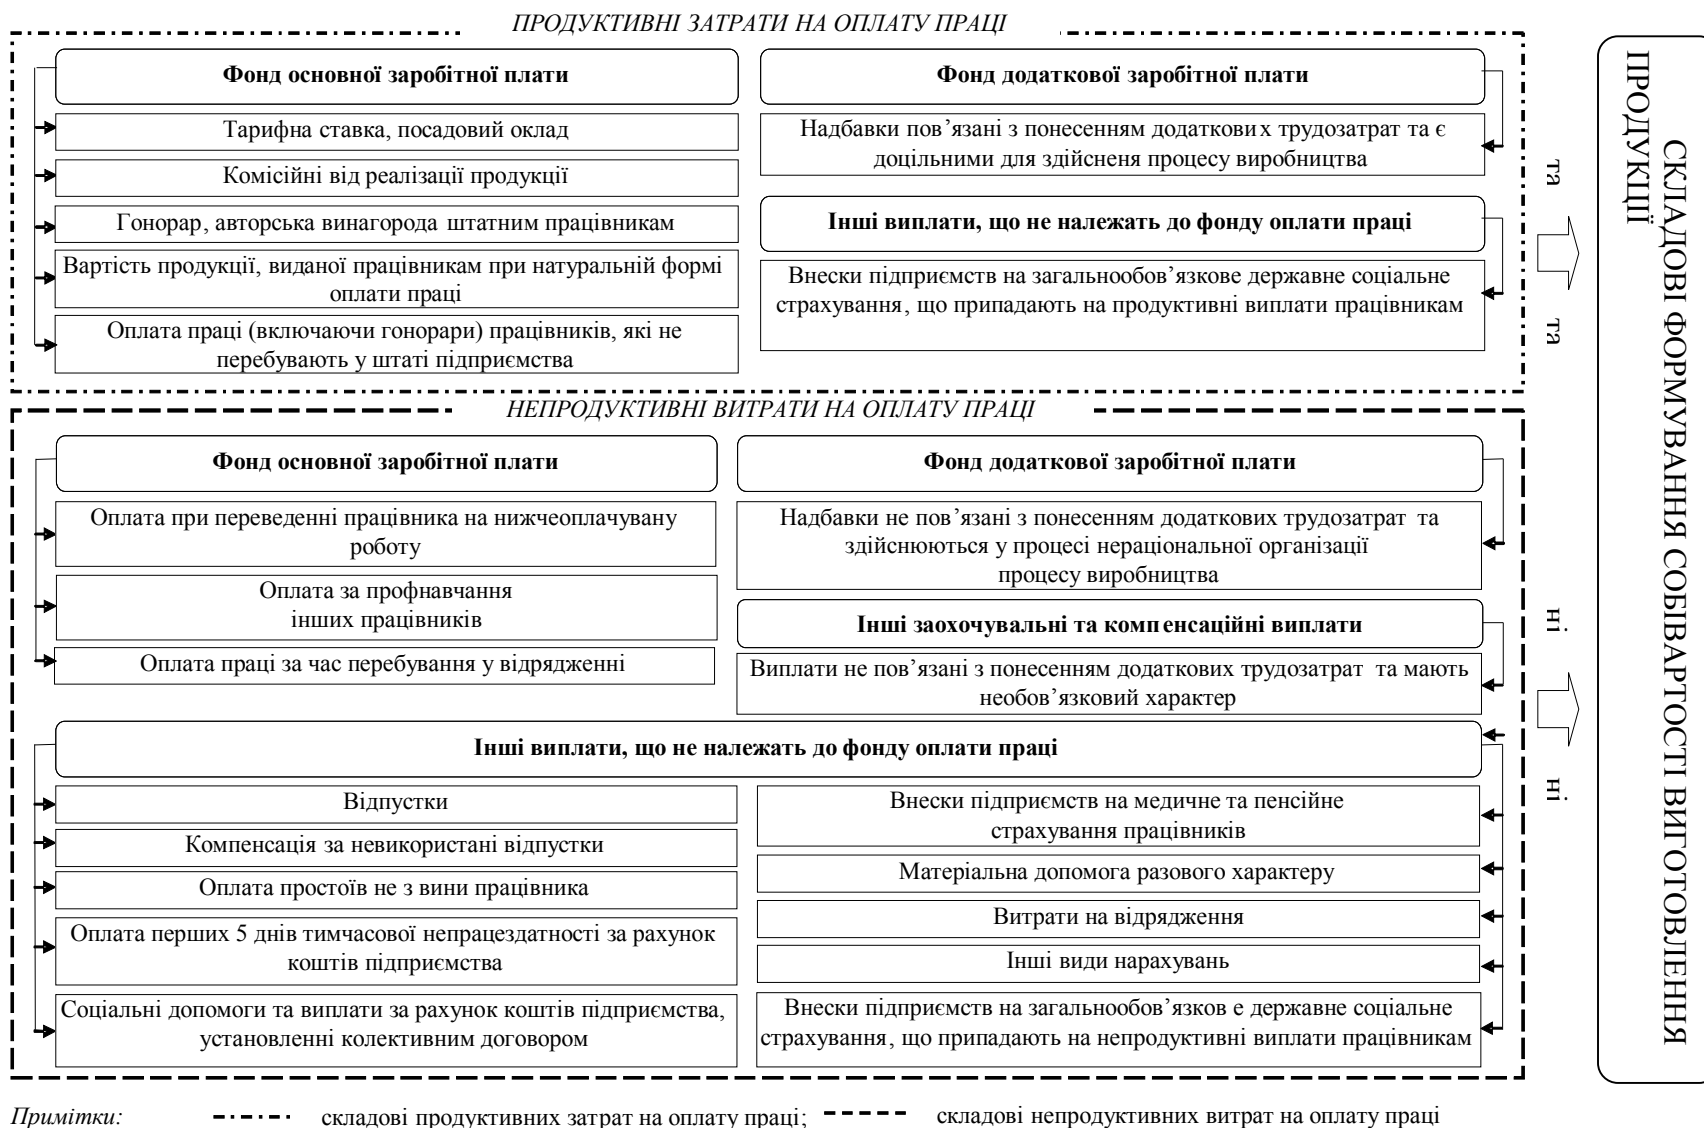 ПРОДУКТИВНІ ЗАТРАТИ НА ОПЛАТУ ПРАЦІ
Фонд основної заробітної плати
Тарифна ставка, посадовий оклад
Комісійні від реалізації продукції
Гонорар, авторська винагорода штатним працівникам
Вартість продукції, виданої працівникам при натуральній формі
оплати праці
Оплата праці (включаючи гонорари) працівників, які не
перебувають у штаті підприємства
Фонд додаткової заробітної плати
Надбавки пов’язані з понесенням додаткових трудозатрат та є
доцільними для здійсненя процесу виробництва
Інші виплати, що не належать до фонду оплати праці
Внески підприємств на загальнообов’язкове державне соціальне
страхування, що припадають на продуктивні виплати працівникам
та
та
НЕПРОДУКТИВНІ ВИТРАТИ НА ОПЛАТУ ПРАЦІ
Фонд основної заробітної плати
Оплата при переведенні працівника на нижчеоплачувану
роботу
Оплата за профнавчання
інших працівників
Оплата праці за час перебування у відрядженні
Фонд додаткової заробітної плати
Надбавки не пов’язані з понесенням додаткових трудозатрат та
здійснюються у процесі нераціональної організації
процесу виробництва
Інші заохочувальні та компенсаційні виплати
Виплати не пов’язані з понесенням додаткових трудозатрат та мають
необов’язковий характер
Інші виплати, що не належать до фонду оплати праці
Відпустки
Компенсація за невикористані відпустки
Оплата простоїв не з вини працівника
Оплата перших 5 днів тимчасової непрацездатності за рахунок
коштів підприємства
Соціальні допомоги та виплати за рахунок коштів підприємства,
установленні колективним договором
Внески підприємств на медичне та пенсійне
страхування працівників
Матеріальна допомога разового характеру
Витрати на відрядження
Інші види нарахувань
Внески підприємств на загальнообов’язков е державне соціальне
страхування, що припадають на непродуктивні виплати працівникам
ні
ні
СКЛАДОВІ ФОРМУВАННЯ СОБІВАРТОСТІ ВИГОТОВЛЕННЯ
ПРОДУКЦІЇ
Примітки: складові продуктивних затрат на оплату праці; складові непродуктивних витрат на оплату праці